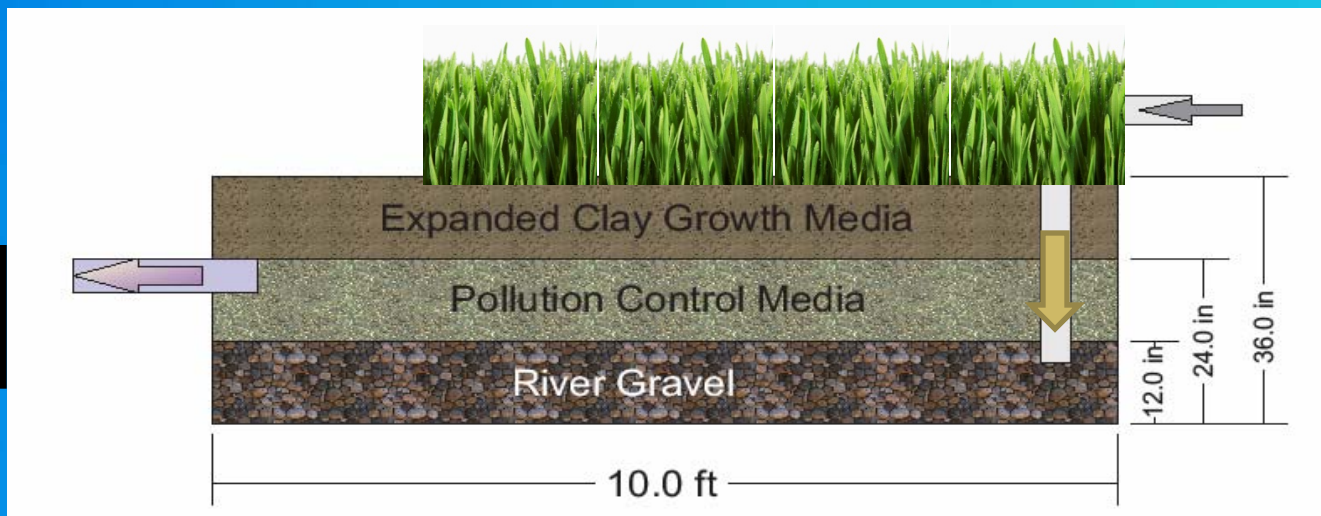 Expanded Clay Growth Media
Pollution Control Media
River Gravel
12.0 in
24.0 in
36.0 in
10.0 ft